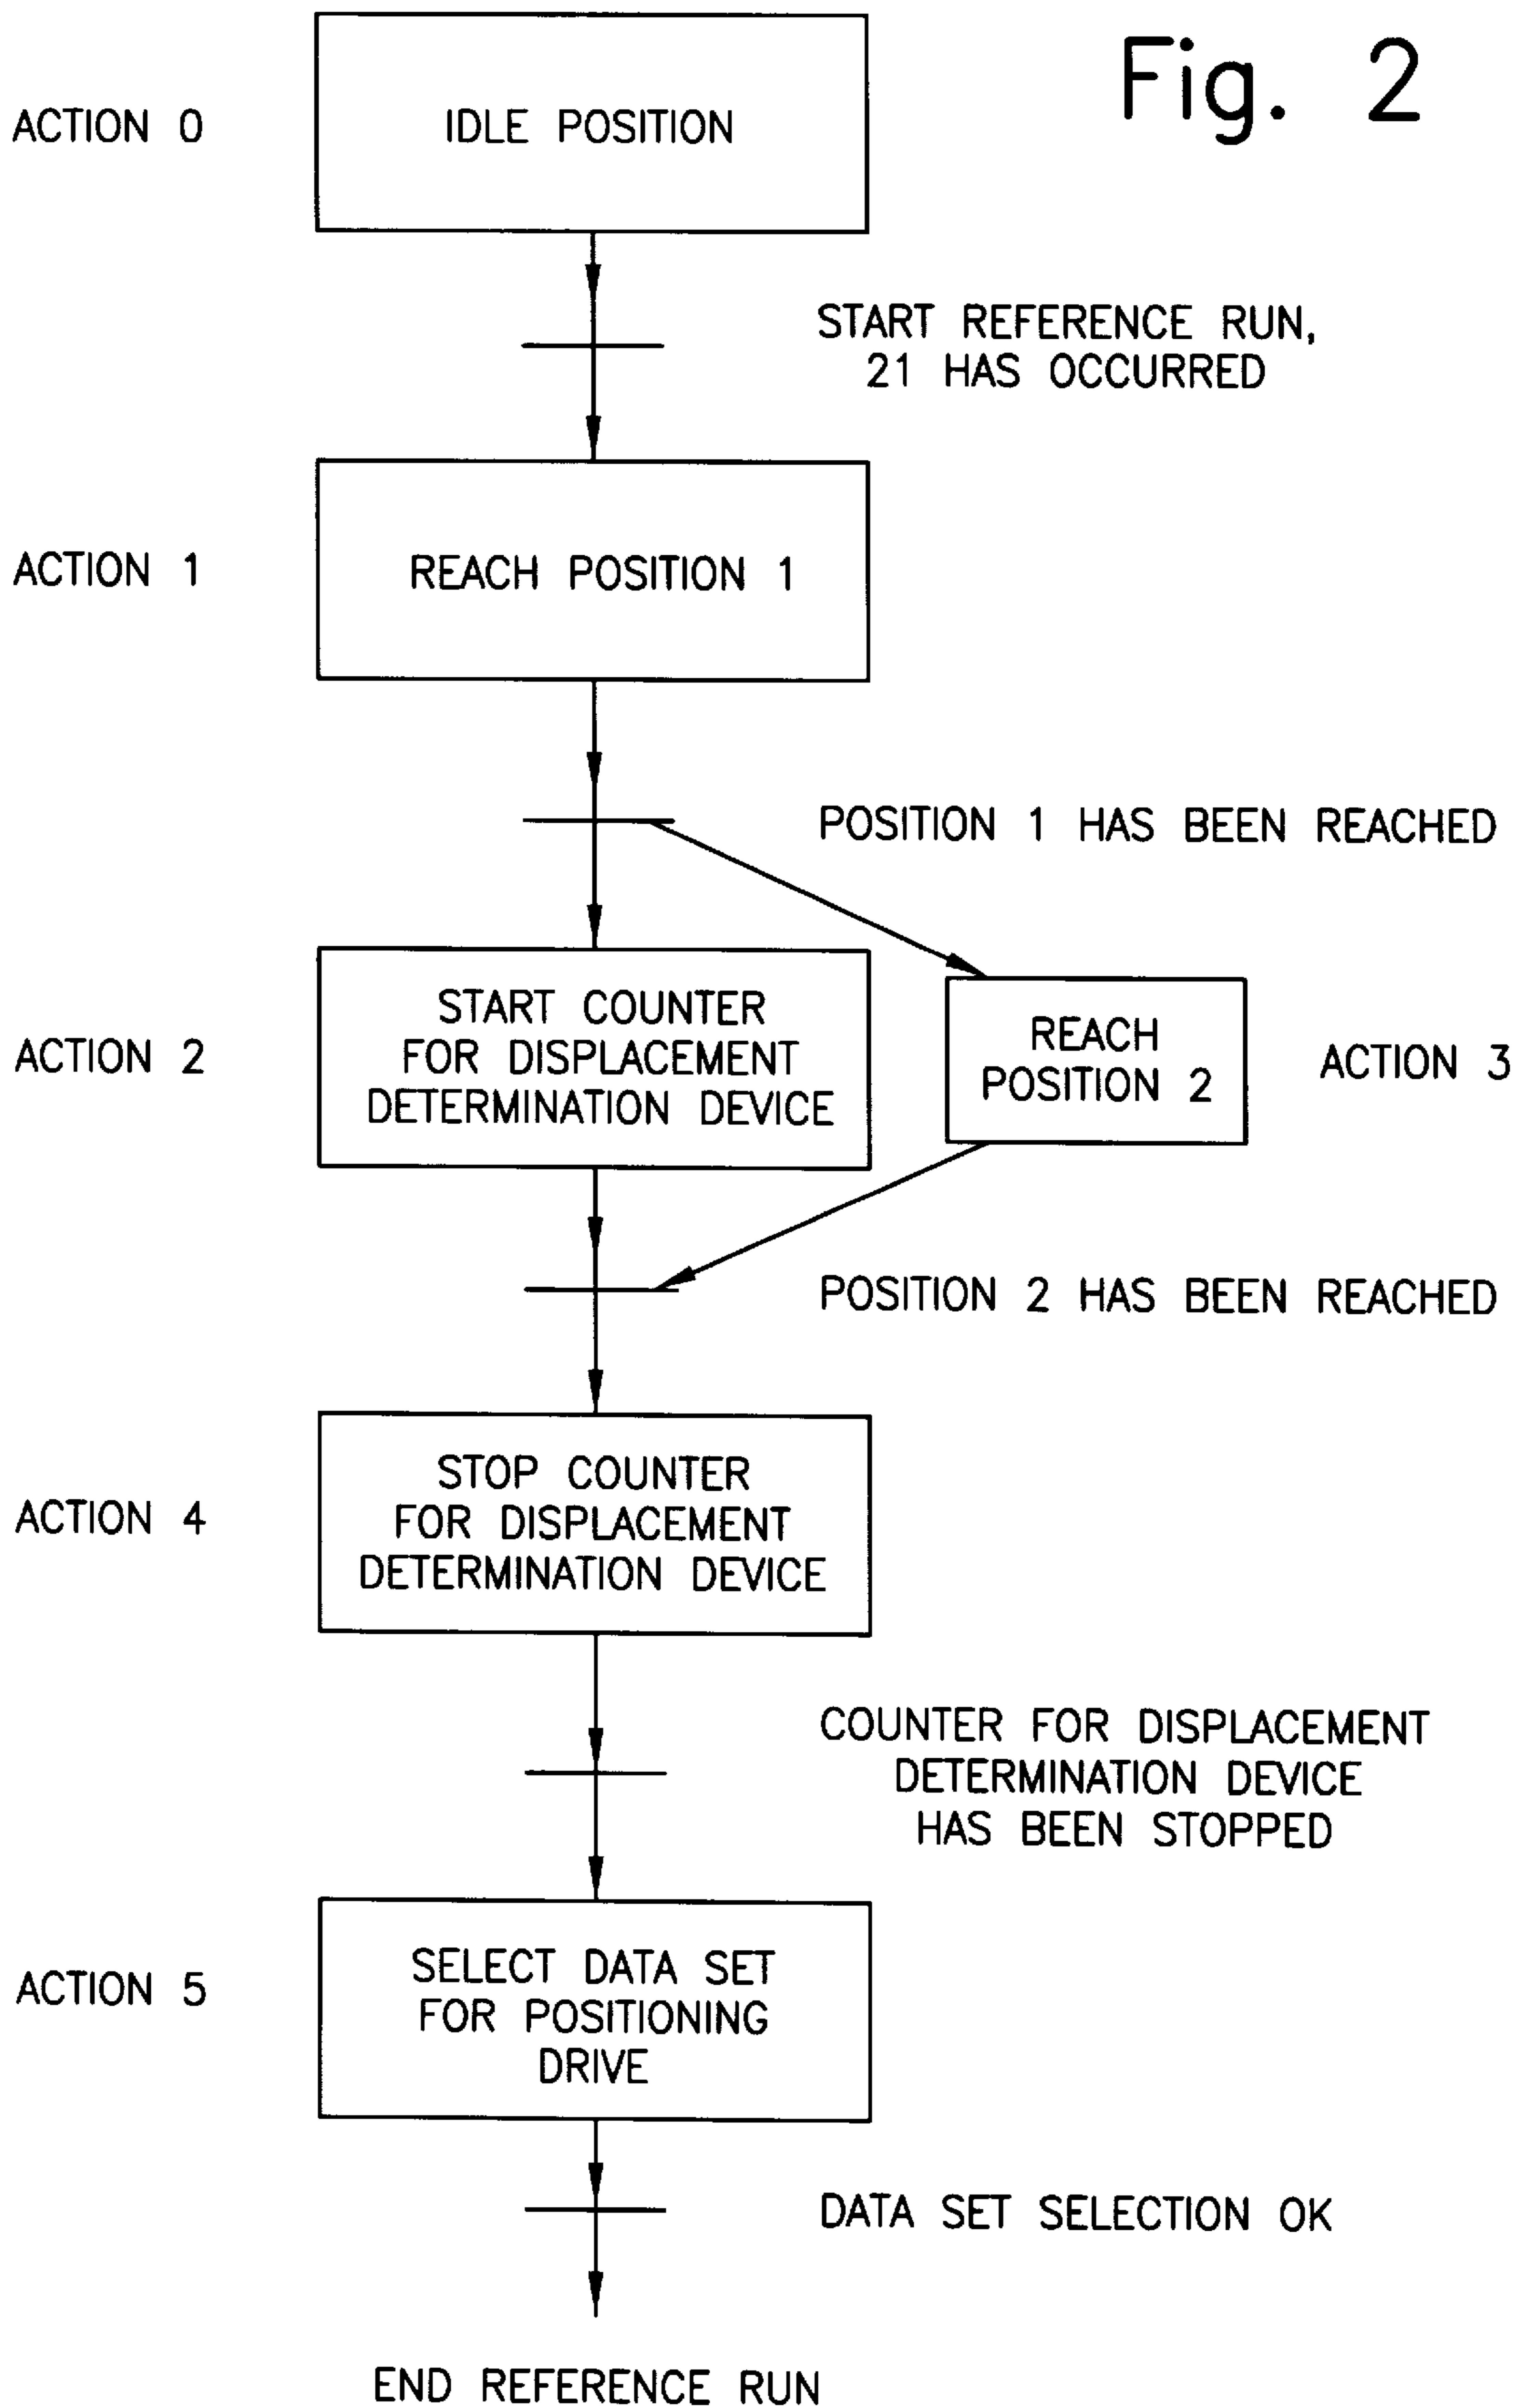 Fig. 2
ACTION 0
IDLE POSITION
START REFERENCE RUN,
21 HAS OCCURRED
ACTION 1
REACH POSITION 1
POSITION 1 HAS BEEN REACHED
ACTION 2
START COUNTER
FOR DISPLACEMENT
DETERMINATION DEVICE
REACH
POSITION 2
ACTION 3
POSITION 2 HAS BEEN REACHED
ACTION 4
STOP COUNTER
FOR DISPLACEMENT
DETERMINATION DEVICE
COUNTER FOR DISPLACEMENT
DETERMINATION DEVICE
HAS BEEN STOPPED
ACTION 5
SELECT DATA SET
FOR POSITIONING
DRIVE
DATA SET SELECTION OK
END REFERENCE RUN